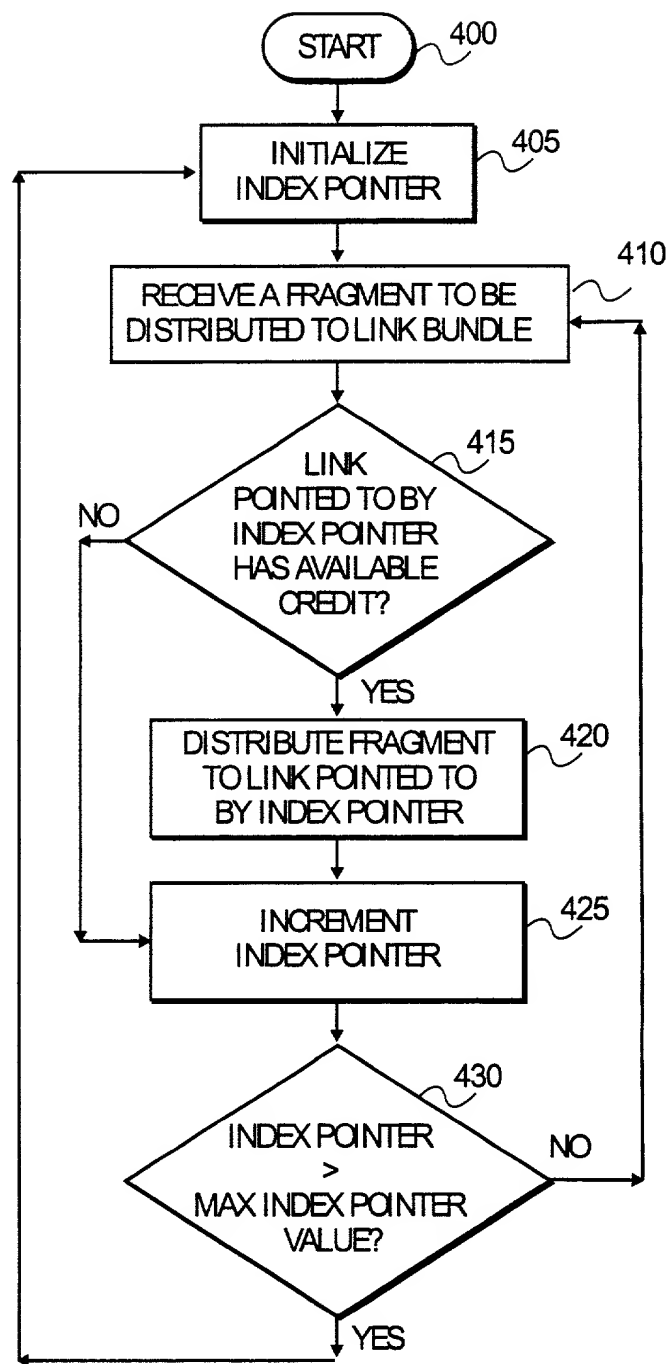 START
400
INITIALIZE
INDEX POINTER
405
RECEIVE A FRAGMENT TO BE
DISTRIBUTED TO LINK BUNDLE
410
LINK
POINTED TO BY
INDEX POINTER
HAS AVAILABLE
CREDIT?
415
NO
YES
DISTRIBUTE FRAGMENT
TO LINK POINTED TO
BY INDEX POINTER
420
INCREMENT
INDEX POINTER
425
INDEX POINTER
>
MAX INDEX POINTER
VALUE?
430
NO
YES